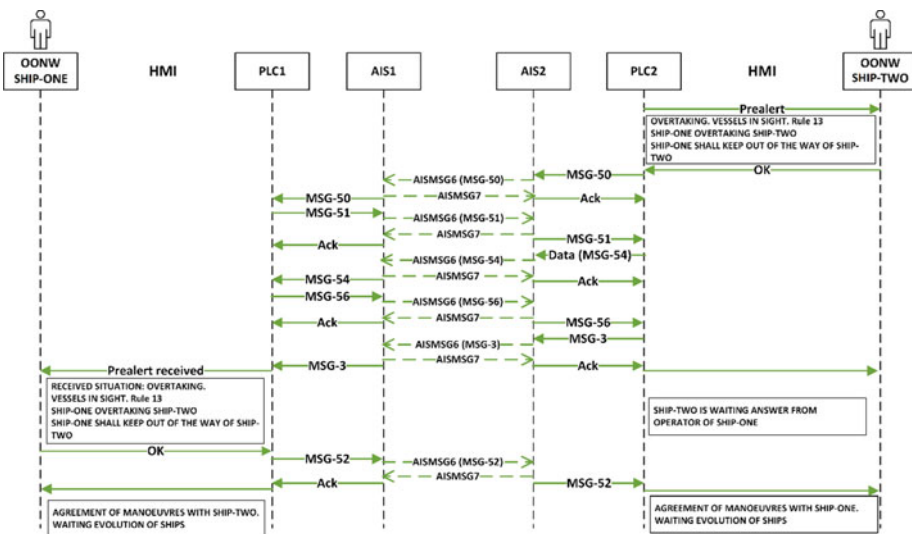 OONW
SHIP-ONE
HMI
PLC1
AIS1
AIS2
PLC2
HMI
OONW
SHIP-TWO
Prealert
OVERTAKING. VESSELS IN SIGHT. Rule 13
SHIP-ONE OVERTAKING SHIP-TWO
SHIP-ONE SHALL KEEP OUT OF THE WAY OF SHIP-
TWO
OK
MSG-50
AISMSG6 (MSG-50)
MSG-50
AISMSG7
Ack
MSG-51
AISMSG6 (MSG-51)
AISMSG7
MSG-51
Ack
Data (MSG-54)
AISMSG6 (MSG-54)
MSG-54
AISMSG7
Ack
MSG-56
AISMSG6 (MSG-56)
Ack
AISMSG7
MSG-56
MSG-3
AISMSG6 (MSG-3)
AISMSG7
MSG-3
Ack
Prealert received
RECEIVED SITUATION: OVERTAKING.
VESSELS IN SIGHT. Rule 13
SHIP-ONE OVERTAKING SHIP-TWO
SHIP-ONE SHALL KEEP OUT OF THE WAY OF SHIP-
TWO
SHIP-TWO IS WAITING ANSWER FROM
OPERATOR OF SHIP-ONE
OK
MSG-52
AISMSG6 (MSG-52)
AISMSG7
Ack
MSG-52
AGREEMENT OF MANOEUVRES WITH SHIP-TWO.
WAITING EVOLUTION OF SHIPS
AGREEMENT OF MANOEUVRES WITH SHIP-ONE.
WAITING EVOLUTION OF SHIPS